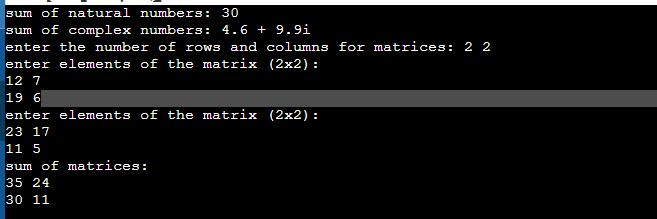 sum of natural numbers: 30
sum of complex numbers: 4.6 + 9.9i
enter the number of rows and columns for matrices: 2 2
enter elements of the matrix (2x2):
12 7
19 6
enter elements of the matrix (2x2):
23 17
11 5
sum of matrices:
35 24
30 11